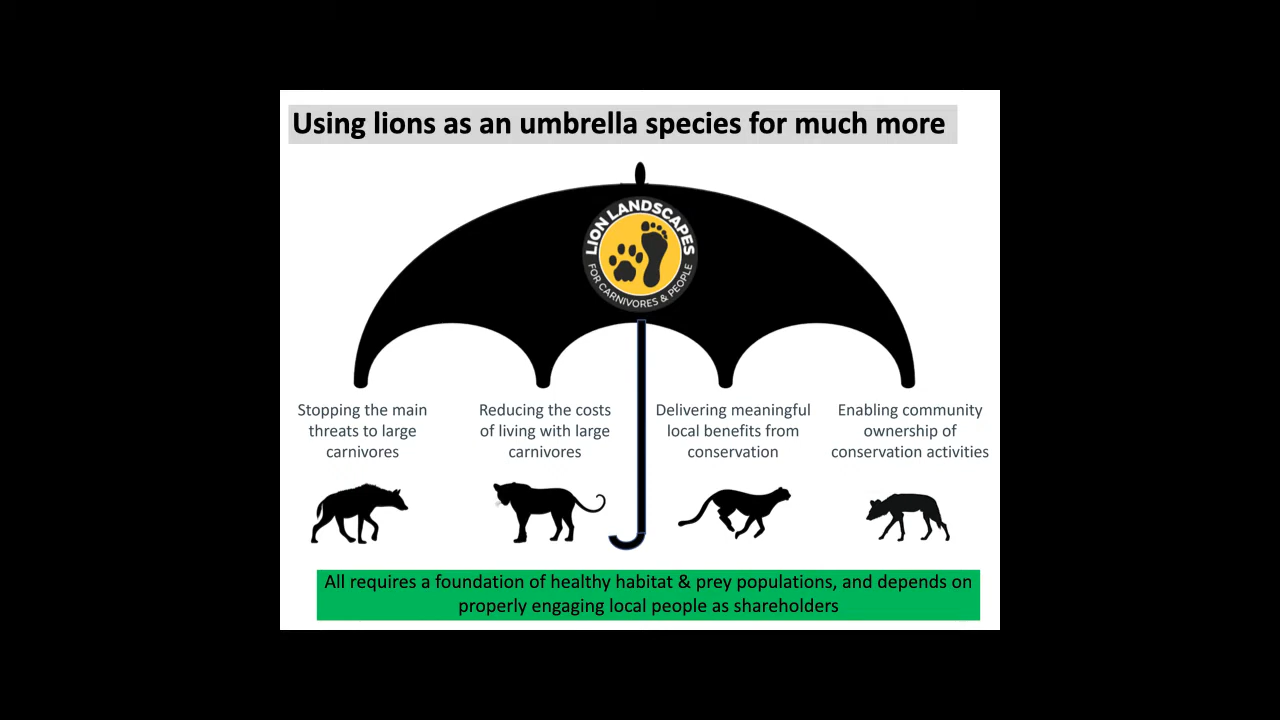 Using lions as an umbrella species for much more
LION LANDSCAPES
FOR CARNIVORES & PEOPLE
Stopping the main
threats to large
carnivores
Reducing the costs
of living with large
carnivores
Delivering meaningful
local benefits from
conservation
Enabling community
ownership of
conservation activities
All requires a foundation of healthy habitat & prey populations, and depends on
properly engaging local people as shareholders